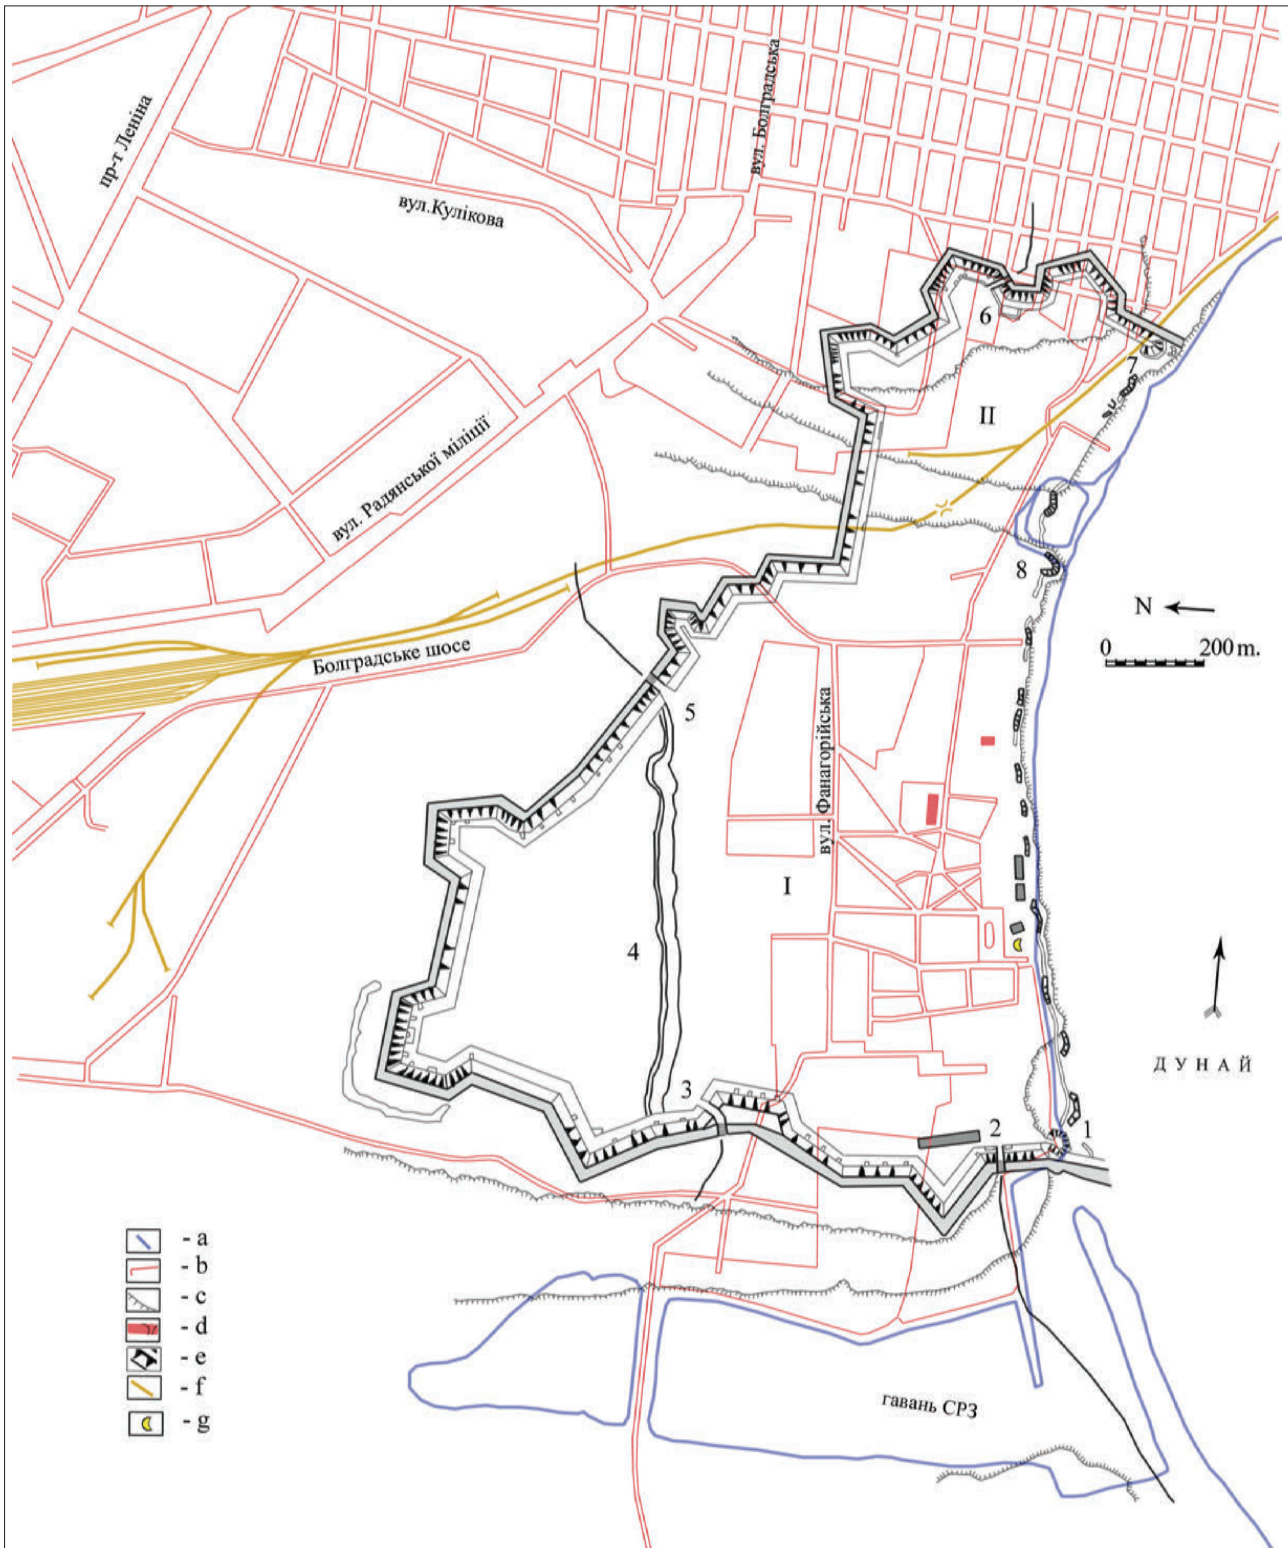 пр-т Леніна
вул. Болградська
вул.Кулікова
6
7
II
вул. Радянської міліції
8
N
0 200 m.
Болградське шосе
5
вул. Фанагорійська
I
4
3
ДУНАЙ
2
1
- a
- b
- c
- d
- e
- f
- g
гавань СРЗ